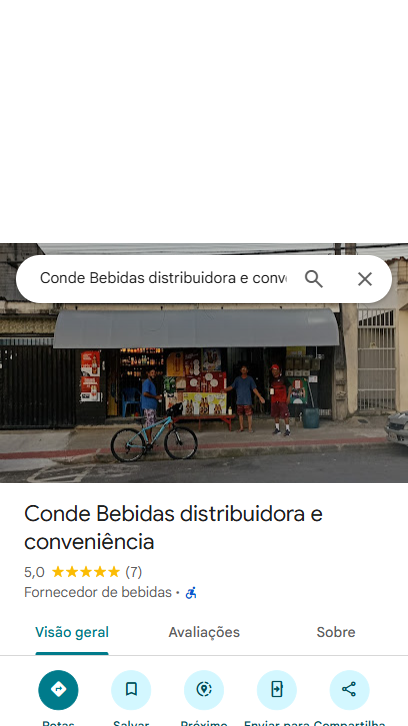 Conde Bebidas distribuidora e conv
Conde Bebidas distribuidora e
conveniência
5,0 (7)
Fornecedor de bebidas ·
Visão geral Avaliações Sobre
Rotas Salvar Próximo Enviar para Compartilha